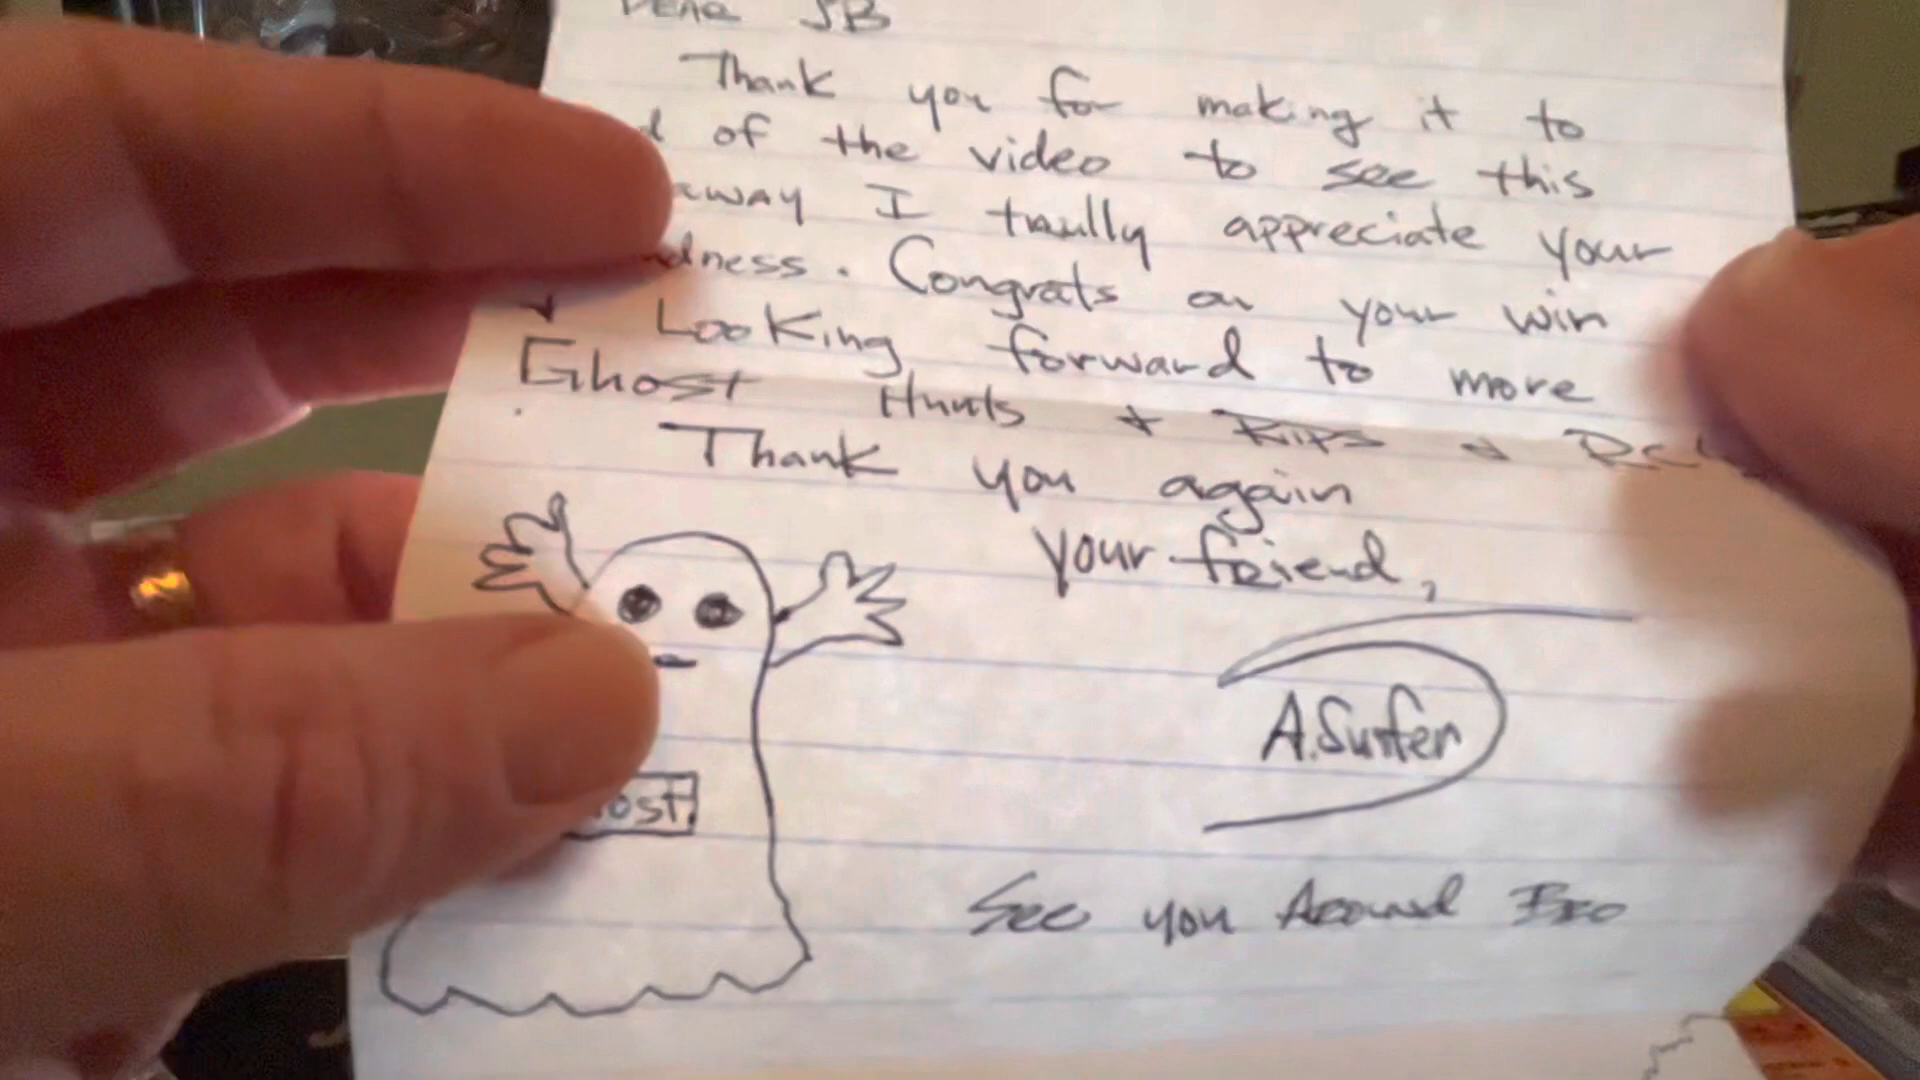 Dear JB
Thank you for making it to
d of the video to see this
away I traully appreciate your
dness. Congrats on your win
+ Looking forward to more
Ghost Hunts + Rips +
Thank you again
your friend,
A.Surfer
ost!
See you Around Bro